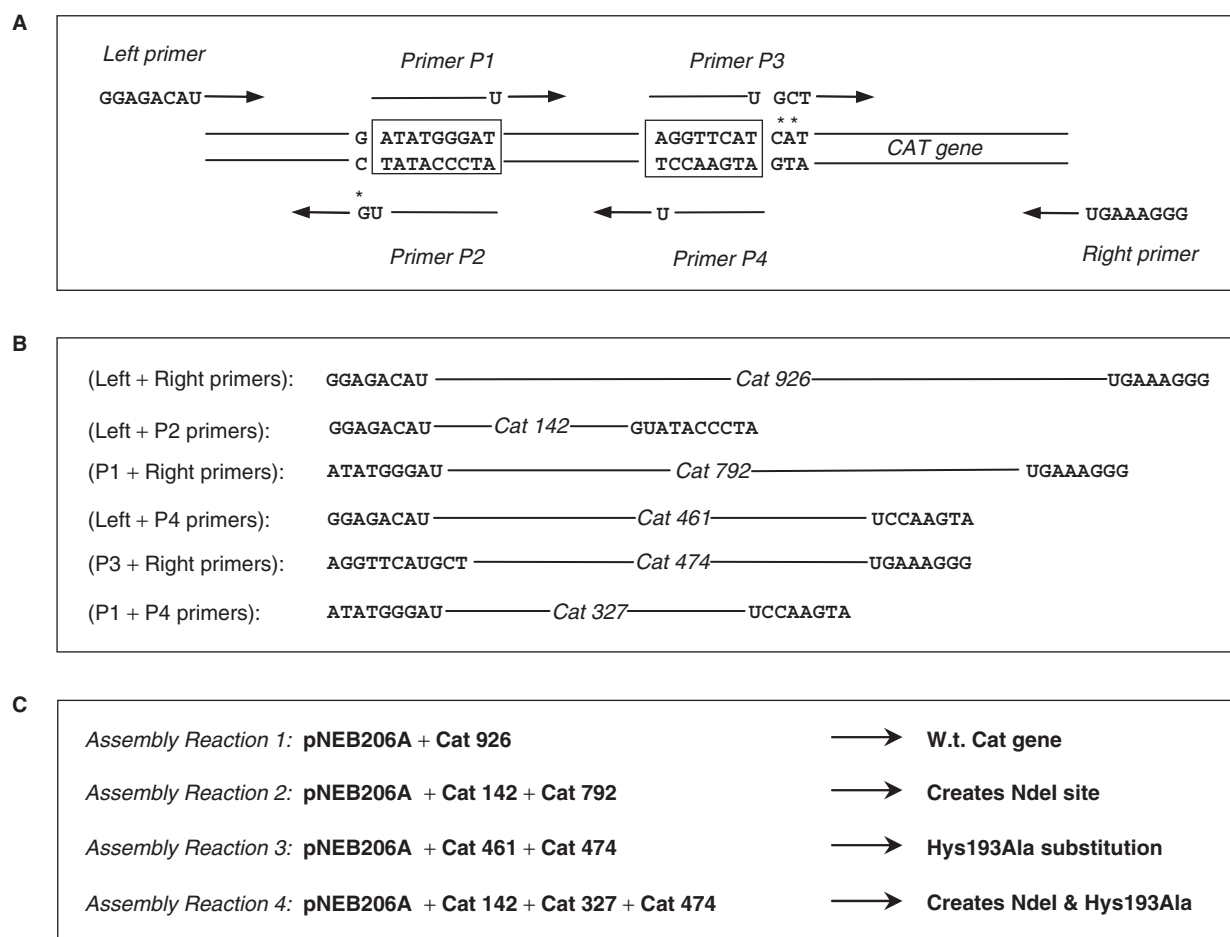 A
Left primer
Primer P1
Primer P3
GGAGACAU
U
U GCT
* *
G ATATGGGAT
AGGTTCAT CAT
C TATACCCTA
TCCAAGTA GTA
CAT gene
*
GU
U
UGAAAGGG
Primer P2
Primer P4
Right primer
B
(Left + Right primers): GGAGACAU Cat 926 UGAAAGGG
(Left + P2 primers): GGAGACAU Cat 142 GUATACCCTA
(P1 + Right primers): ATATGGGAU Cat 792 UGAAAGGG
(Left + P4 primers): GGAGACAU Cat 461 UCCAAGTA
(P3 + Right primers): AGGTTCAUGCT Cat 474 UGAAAGGG
(P1 + P4 primers): ATATGGGAU Cat 327 UCCAAGTA
C
Assembly Reaction 1: pNEB206A + Cat 926 W.t. Cat gene
Assembly Reaction 2: pNEB206A + Cat 142 + Cat 792 Creates NdeI site
Assembly Reaction 3: pNEB206A + Cat 461 + Cat 474 Hys193Ala substitution
Assembly Reaction 4: pNEB206A + Cat 142 + Cat 327 + Cat 474 Creates NdeI & Hys193Ala